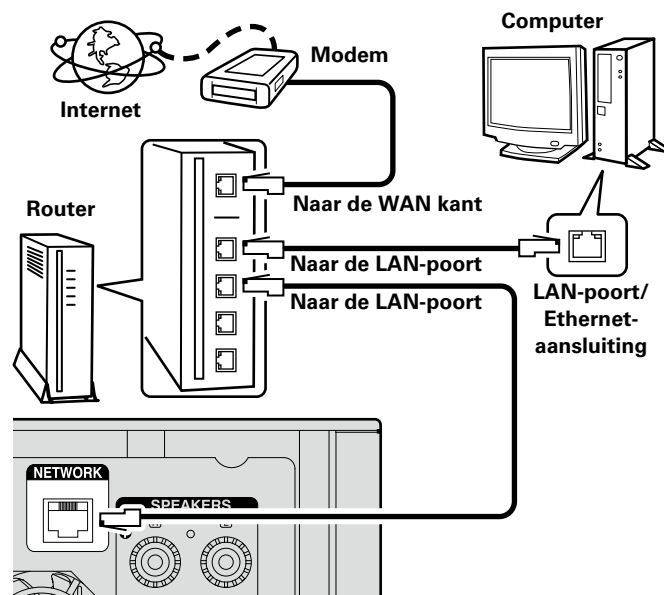 Computer
Modem
Internet
Router
Naar de WAN kant
Naar de LAN-poort
Naar de LAN-poort
LAN-poort/
Ethernet-
aansluiting
NETWORK
SPEAKERS